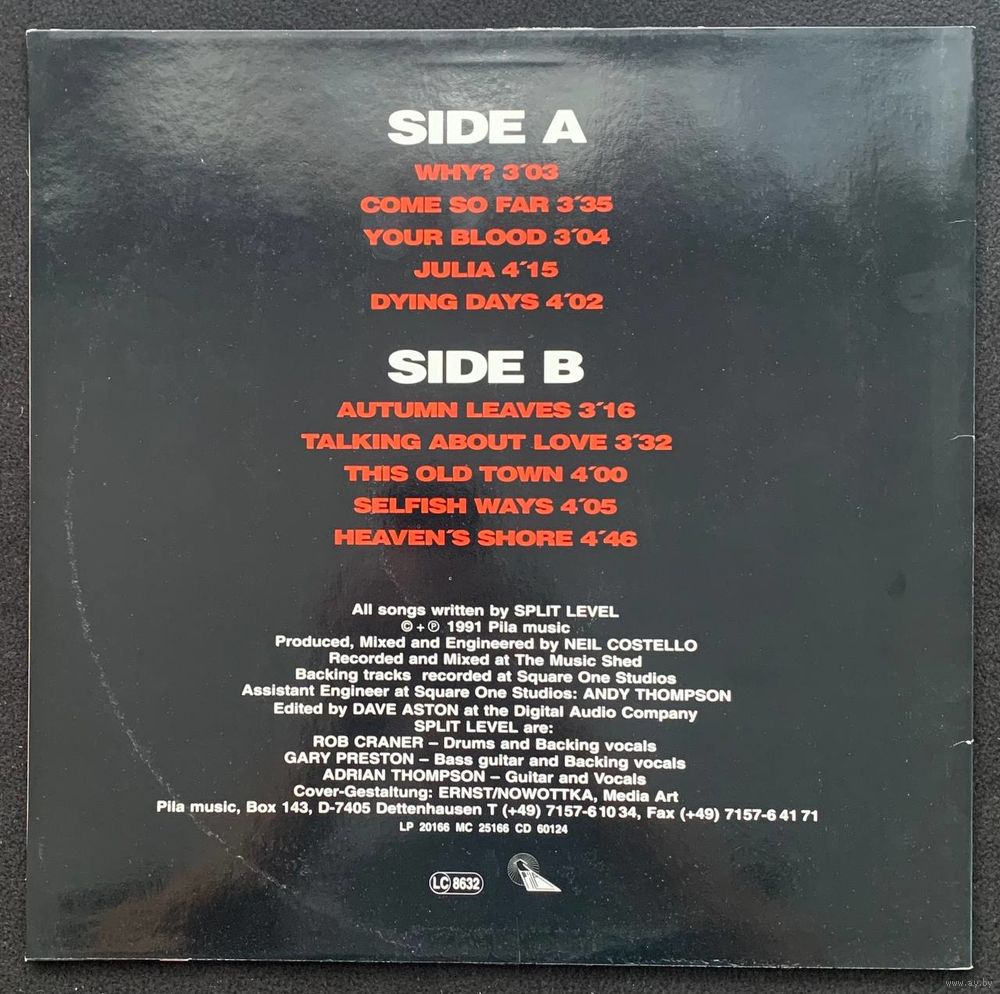 SIDE A
WHY? 3´03
COME SO FAR 3´35
YOUR BLOOD 3´04
JULIA 4´15
DYING DAYS 4´02
SIDE B
AUTUMN LEAVES 3´16
TALKING ABOUT LOVE 3´32
THIS OLD TOWN 4´00
SELFISH WAYS 4´05
HEAVEN´S SHORE 4´46
All songs written by SPLIT LEVEL
© + ℗ 1991 Pila music
Produced, Mixed and Engineered by NEIL COSTELLO
Recorded and Mixed at The Music Shed
Backing tracks recorded at Square One Studios
Assistant Engineer at Square One Studios: ANDY THOMPSON
Edited by DAVE ASTON at the Digital Audio Company
SPLIT LEVEL are:
ROB CRANER – Drums and Backing vocals
GARY PRESTON – Bass guitar and Backing vocals
ADRIAN THOMPSON – Guitar and Vocals
Cover-Gestaltung: ERNST/NOWOTTKA, Media Art
Pila music, Box 143, D-7405 Dettenhausen T (+49) 7157-6 10 34, Fax (+49) 7157-6 41 71
LP 20166 MC 25166 CD 60124
LC 8632
www.ay.by